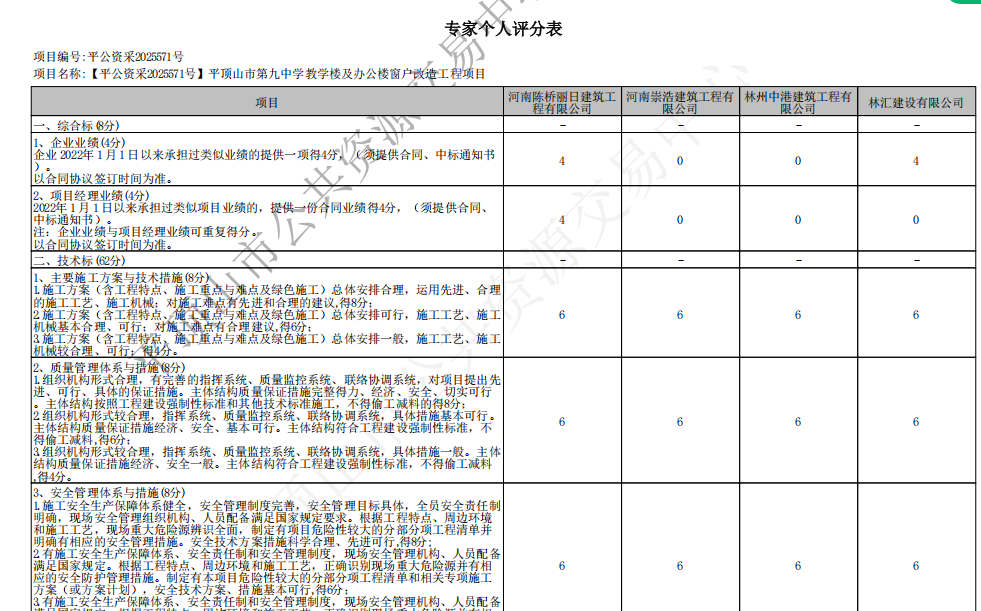 专家个人评分表
项目编号:平公资采2025571号
项目名称:【平公资采2025571号】平顶山市第九中学教学楼及办公楼窗户改造工程项目
项目 河南陈桥丽日建筑工程有限公司 河南崇浩建筑工程有限公司 林州中港建筑工程有限公司 林汇建设有限公司
一、综合标(8分) - - - -
1、企业业绩(4分)
企业 2022年 1 月 1 日以来承担过类似业绩的提供一项得4分，（须提供合同、中标通知书
）。
以合同协议签订时间为准。
4 0 0 4
2、项目经理业绩(4分)
2022年 1 月 1 日以来承担过类似项目业绩的，提供一份合同业绩得4分，（须提供合同、
中标通知书）。
注：企业业绩与项目经理业绩可重复得分。
以合同协议签订时间为准。
4 0 0 0
二、技术标(62分) - - - -
1、主要施工方案与技术措施(8分)
1.施工方案（含工程特点、施工重点与难点及绿色施工）总体安排合理，运用先进、合理
的施工工艺、施工机械；对施工难点有先进和合理的建议,得8分；
2.施工方案（含工程特点、施工重点与难点及绿色施工）总体安排可行，施工工艺、施工
机械基本合理、可行；对施工难点有合理建议,得6分；
3.施工方案（含工程特点、施工重点与难点及绿色施工）总体安排一般，施工工艺、施工
机械较合理、可行；得4分。
6 6 6 6
2、质量管理体系与措施(8分)
1.组织机构形式合理，有完善的指挥系统、质量监控系统、联络协调系统，对项目提出先
进、可行、具体的保证措施。主体结构质量保证措施完整得力、经济、安全、切实可行
。主体结构按照工程建设强制性标准和其他技术标准施工，不得偷工减料的得8分；
2.组织机构形式较合理，指挥系统、质量监控系统、联络协调系统，具体措施基本可行。
主体结构质量保证措施经济、安全、基本可行。主体结构符合工程建设强制性标准，不
得偷工减料,得6分；
3.组织机构形式较合理，指挥系统、质量监控系统、联络协调系统，具体措施一般。主体
结构质量保证措施经济、安全一般。主体结构符合工程建设强制性标准，不得偷工减料
,得4分。
6 6 6 6
3、安全管理体系与措施(8分)
1.施工安全生产保障体系健全，安全管理制度完善，安全管理目标具体，全员安全责任制
明确，现场安全管理组织机构、人员配备满足国家规定要求。根据工程特点、周边环境
和施工工艺，现场重大危险源辨识全面，制定有项目危险性较大的分部分项工程清单并
明确有相应的安全管理措施。安全技术方案措施科学合理、先进可行,得8分；
2.有施工安全生产保障体系、安全责任制和安全管理制度，现场安全管理机构、人员配备
满足国家规定。根据工程特点、周边环境和施工工艺，正确识别现场重大危险源并有相
应的安全防护管理措施。制定有本项目危险性较大的分部分项工程清单和相关专项施工
方案（或方案计划），安全技术方案、措施基本可行,得6分；
3.有施工安全生产保障体系、安全责任制和安全管理制度，现场安全管理机构、人员配备
6 6 6 6